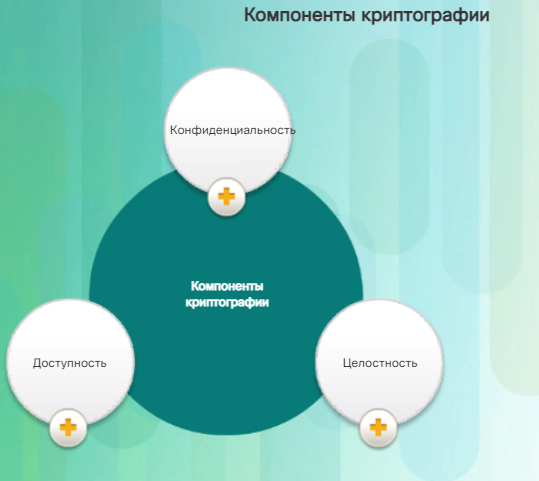 Компоненты криптографии
Конфиденциальность
Компоненты
криптографии
Доступность
Целостность